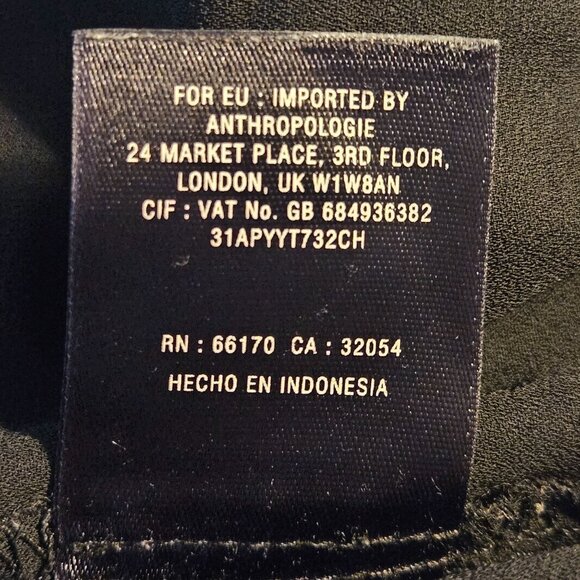 FOR EU : IMPORTED BY
ANTHROPOLOGIE
24 MARKET PLACE, 3RD FLOOR,
LONDON, UK W1W8AN
CIF : VAT No. GB 684936382
31APYYT732CH
RN : 66170 CA : 32054
HECHO EN INDONESIA